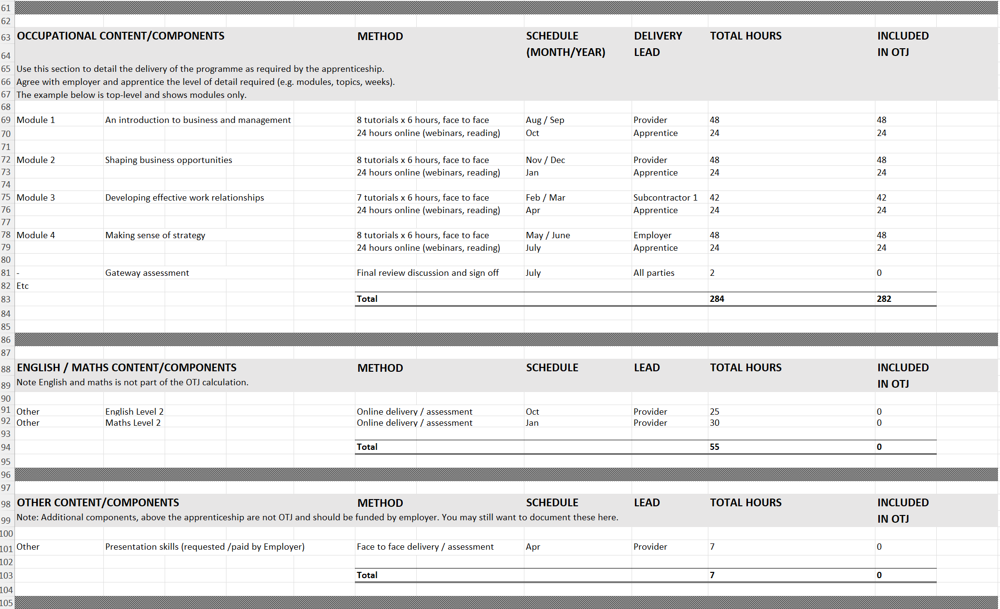 61
62
63 OCCUPATIONAL CONTENT/COMPONENTS METHOD SCHEDULE DELIVERY TOTAL HOURS INCLUDED
64 (MONTH/YEAR) LEAD IN OTJ
65 Use this section to detail the delivery of the programme as required by the apprenticeship.
66 Agree with employer and apprentice the level of detail required (e.g. modules, topics, weeks).
67 The example below is top-level and shows modules only.
68
69 Module 1 An introduction to business and management 8 tutorials x 6 hours, face to face Aug / Sep Provider 48 48
70 24 hours online (webinars, reading) Oct Apprentice 24 24
71
72 Module 2 Shaping business opportunities 8 tutorials x 6 hours, face to face Nov / Dec Provider 48 48
73 24 hours online (webinars, reading) Jan Apprentice 24 24
74
75 Module 3 Developing effective work relationships 7 tutorials x 6 hours, face to face Feb / Mar Subcontractor 1 42 42
76 24 hours online (webinars, reading) Apr Apprentice 24 24
77
78 Module 4 Making sense of strategy 8 tutorials x 6 hours, face to face May / June Employer 48 48
79 24 hours online (webinars, reading) July Apprentice 24 24
80
81 - Gateway assessment Final review discussion and sign off July All parties 2 0
82 Etc
83 Total 284 282
84
85
86
87
88 ENGLISH / MATHS CONTENT/COMPONENTS METHOD SCHEDULE LEAD TOTAL HOURS INCLUDED
89 Note English and maths is not part of the OTJ calculation. IN OTJ
90
91 Other English Level 2 Online delivery / assessment Oct Provider 25 0
92 Other Maths Level 2 Online delivery / assessment Jan Provider 30 0
93
94 Total 55 0
95
96
97
98 OTHER CONTENT/COMPONENTS METHOD SCHEDULE LEAD TOTAL HOURS INCLUDED
99 Note: Additional components, above the apprenticeship are not OTJ and should be funded by employer. You may still want to document these here. IN OTJ
100
101 Other Presentation skills (requested /paid by Employer) Face to face delivery / assessment Apr Provider 7 0
102
103 Total 7 0
104
105